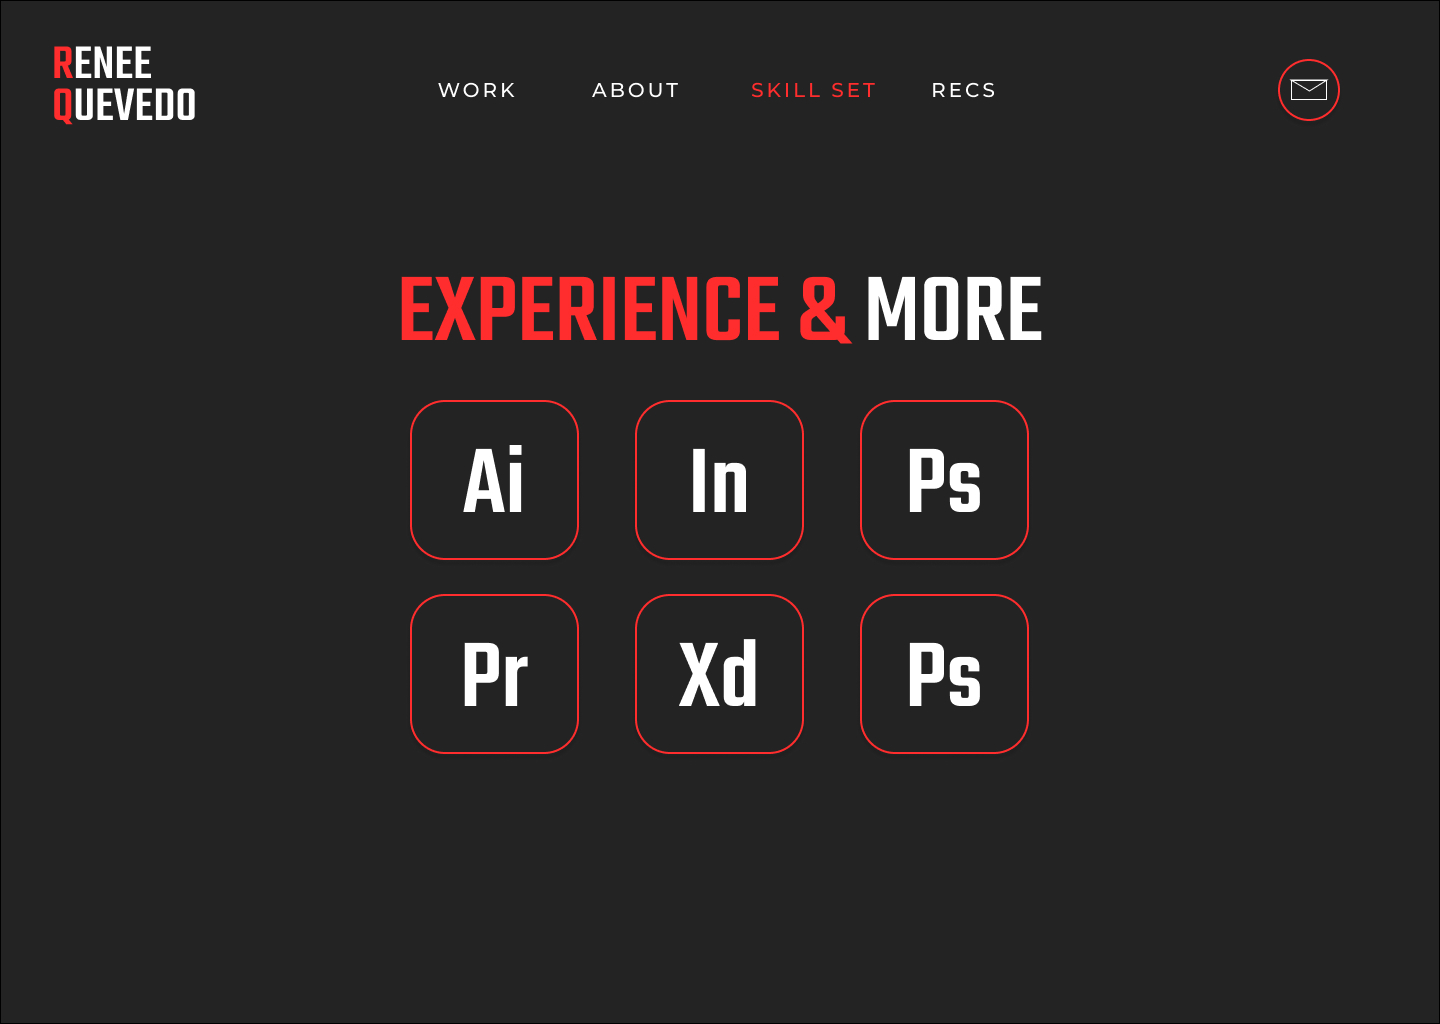 RENEE
QUEVEDO
WORK ABOUT SKILL SET RECS
EXPERIENCE & MORE
Ai In Ps
Pr Xd Ps